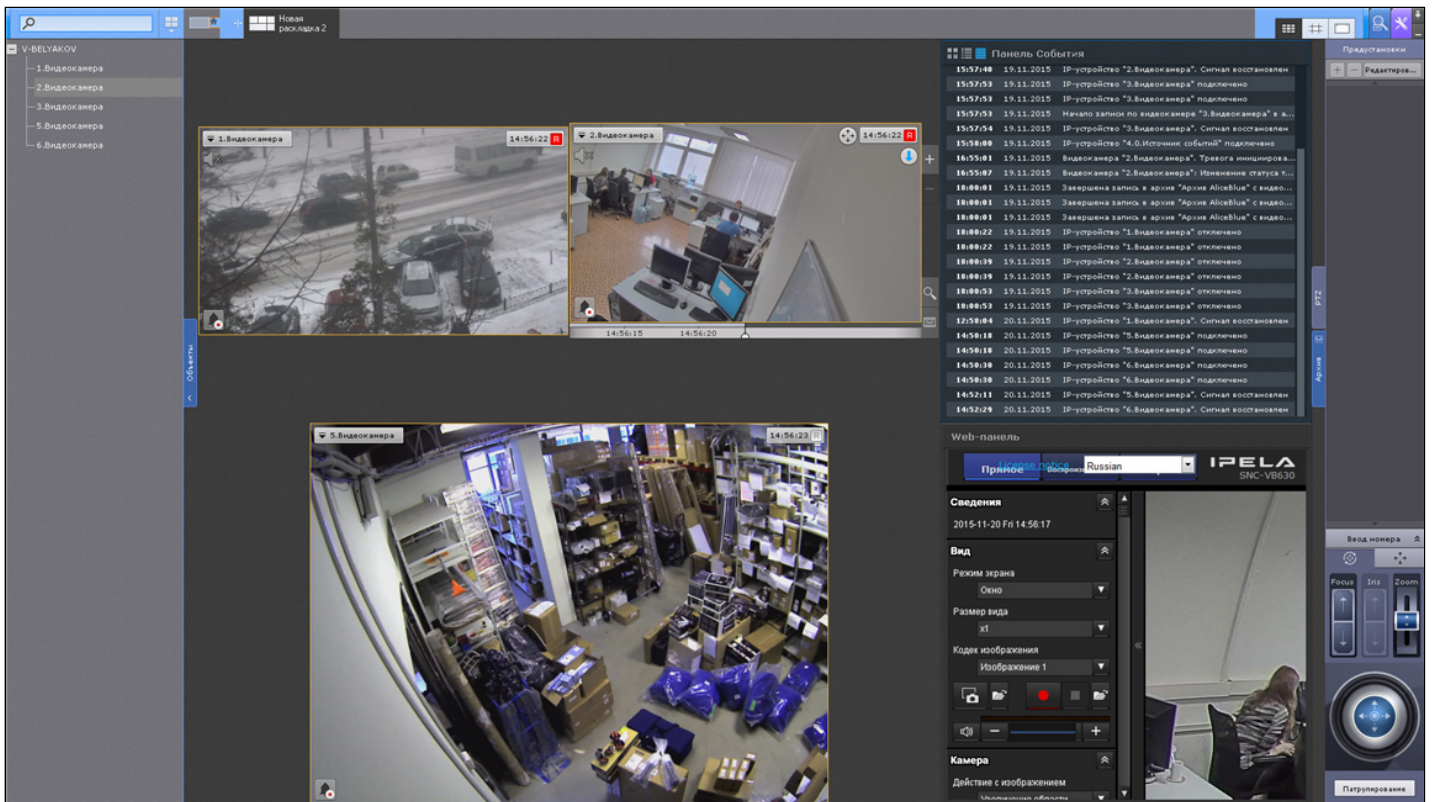 Новая
раскладка 2
V-BELYAKOV
1.Видеокамера
2.Видеокамера
3.Видеокамера
5.Видеокамера
6.Видеокамера
1.Видеокамера
14:56:22 R
2.Видеокамера
14:56:22 R
14:56:15 14:56:20
5.Видеокамера
14:56:23 R
Объекты
Панель События
15:57:40 19.11.2015 IP-устройство "2.Видеокамера". Сигнал восстановлен
15:57:53 19.11.2015 IP-устройство "3.Видеокамера" подключено
15:57:53 19.11.2015 IP-устройство "3.Видеокамера" подключено
15:57:53 19.11.2015 Начало записи по видеокамере "3.Видеокамера" в а...
15:57:54 19.11.2015 IP-устройство "3.Видеокамера". Сигнал восстановлен
15:58:00 19.11.2015 IP-устройство "4.0.Источник событий" подключено
16:55:01 19.11.2015 Видеокамера "2.Видеокамера". Тревога инициирова...
16:55:07 19.11.2015 Видеокамера "2.Видеокамера": Изменение статуса т...
18:00:01 19.11.2015 Завершена запись в архив "Архив AliceBlue" с видео...
18:00:01 19.11.2015 Завершена запись в архив "Архив AliceBlue" с видео...
18:00:01 19.11.2015 Завершена запись в архив "Архив AliceBlue" с видео...
18:00:22 19.11.2015 IP-устройство "1.Видеокамера" отключено
18:00:22 19.11.2015 IP-устройство "1.Видеокамера" отключено
18:00:39 19.11.2015 IP-устройство "2.Видеокамера" отключено
18:00:39 19.11.2015 IP-устройство "2.Видеокамера" отключено
18:00:53 19.11.2015 IP-устройство "3.Видеокамера" отключено
18:00:53 19.11.2015 IP-устройство "3.Видеокамера" отключено
12:58:04 20.11.2015 IP-устройство "1.Видеокамера". Сигнал восстановлен
14:50:18 20.11.2015 IP-устройство "5.Видеокамера" подключено
14:50:18 20.11.2015 IP-устройство "5.Видеокамера" подключено
14:50:30 20.11.2015 IP-устройство "6.Видеокамера" подключено
14:50:30 20.11.2015 IP-устройство "6.Видеокамера" подключено
14:52:11 20.11.2015 IP-устройство "5.Видеокамера". Сигнал восстановлен
14:52:29 20.11.2015 IP-устройство "6.Видеокамера". Сигнал восстановлен
Web-панель
License notice
Прямое
Russian
IPELA
SNC-VB630
Сведения
2015-11-20 Fri 14:56:17
Вид
Режим экрана
Окно
Размер вида
x1
Кодек изображения
Изображение 1
Камера
Действие с изображением
Предустановки
Редактиров...
PTZ
Архив
Ввод номера
Focus Iris Zoom
Патрулирование